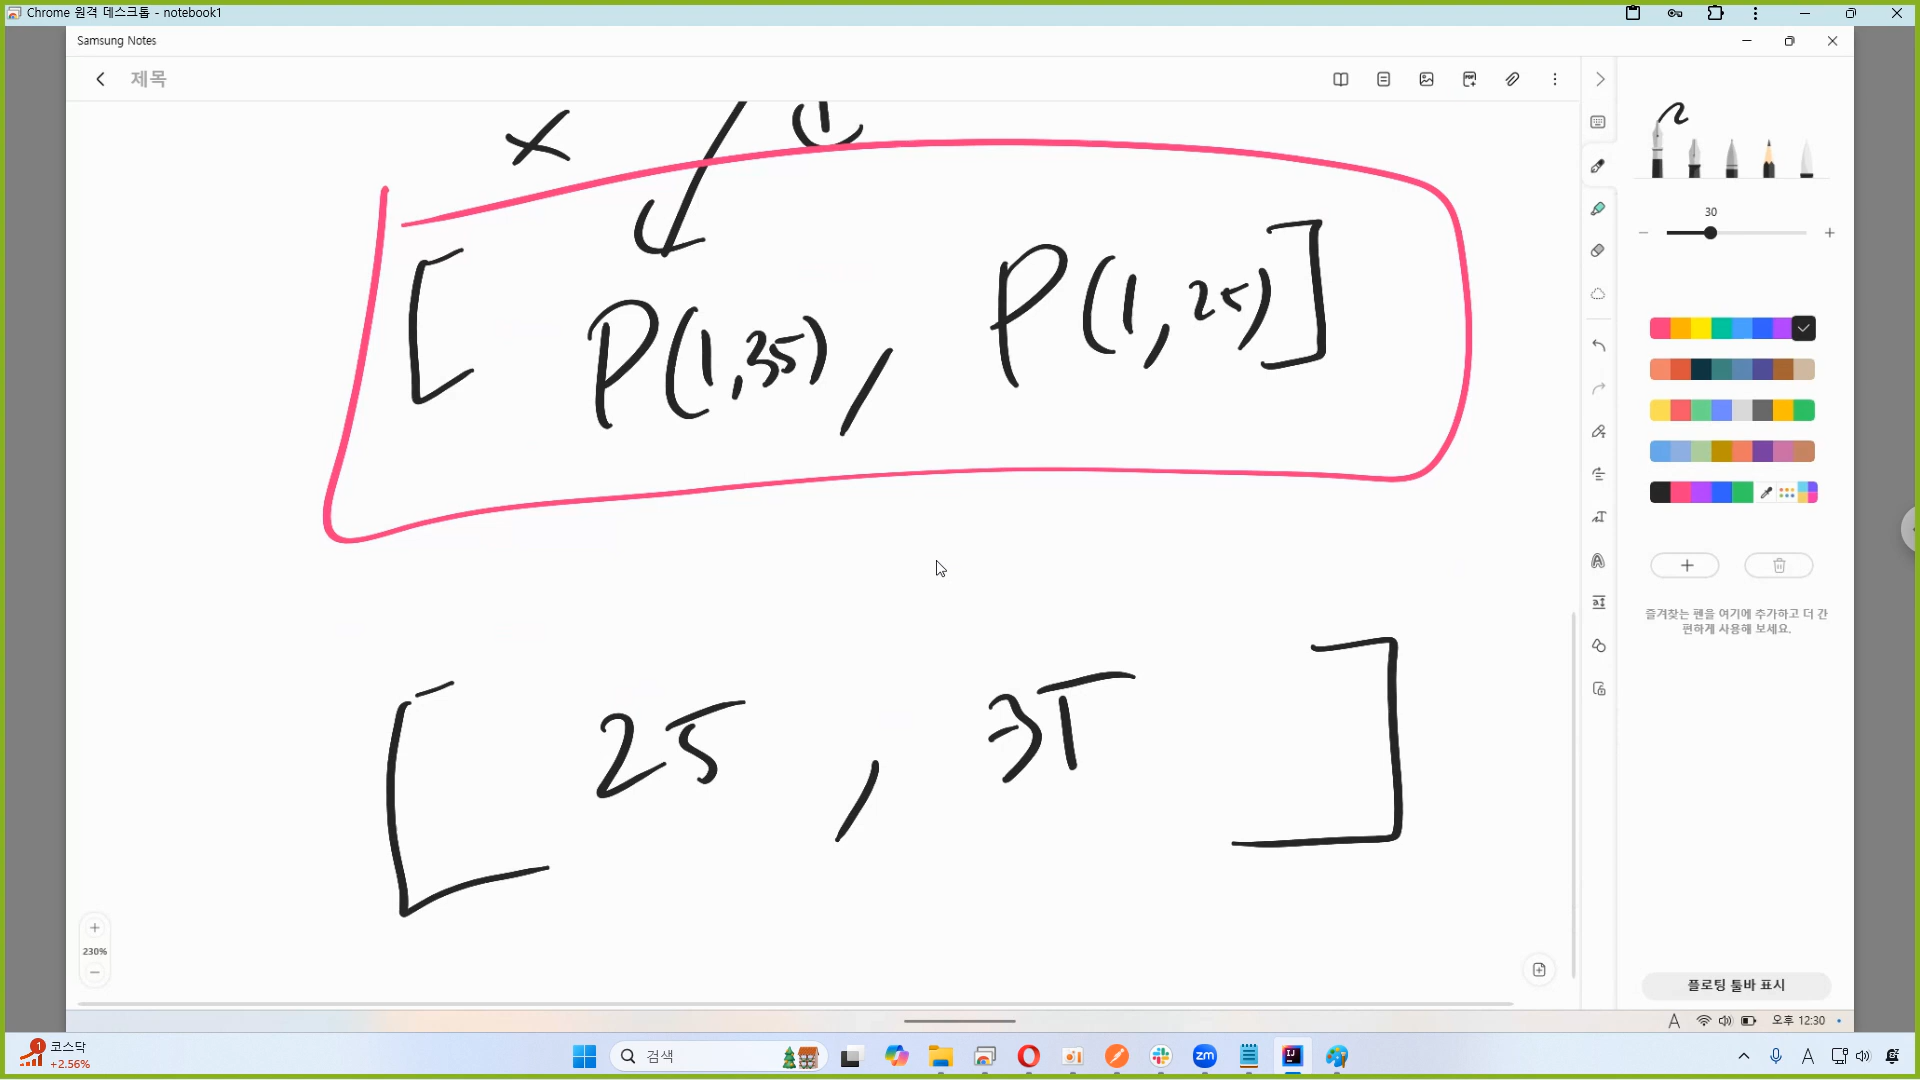 Chrome 원격 데스크톱 - notebook1
Samsung Notes
제목
x
[ P(1,35), P(1,25) ]
30
[ 25 , 35 ]
230%
즐겨찾는 펜을 여기에 추가하고 더 간
편하게 사용해 보세요.
플로팅 툴바 표시
A 오후 12:30
1 코스닥
+2.56%
검색
zm
A